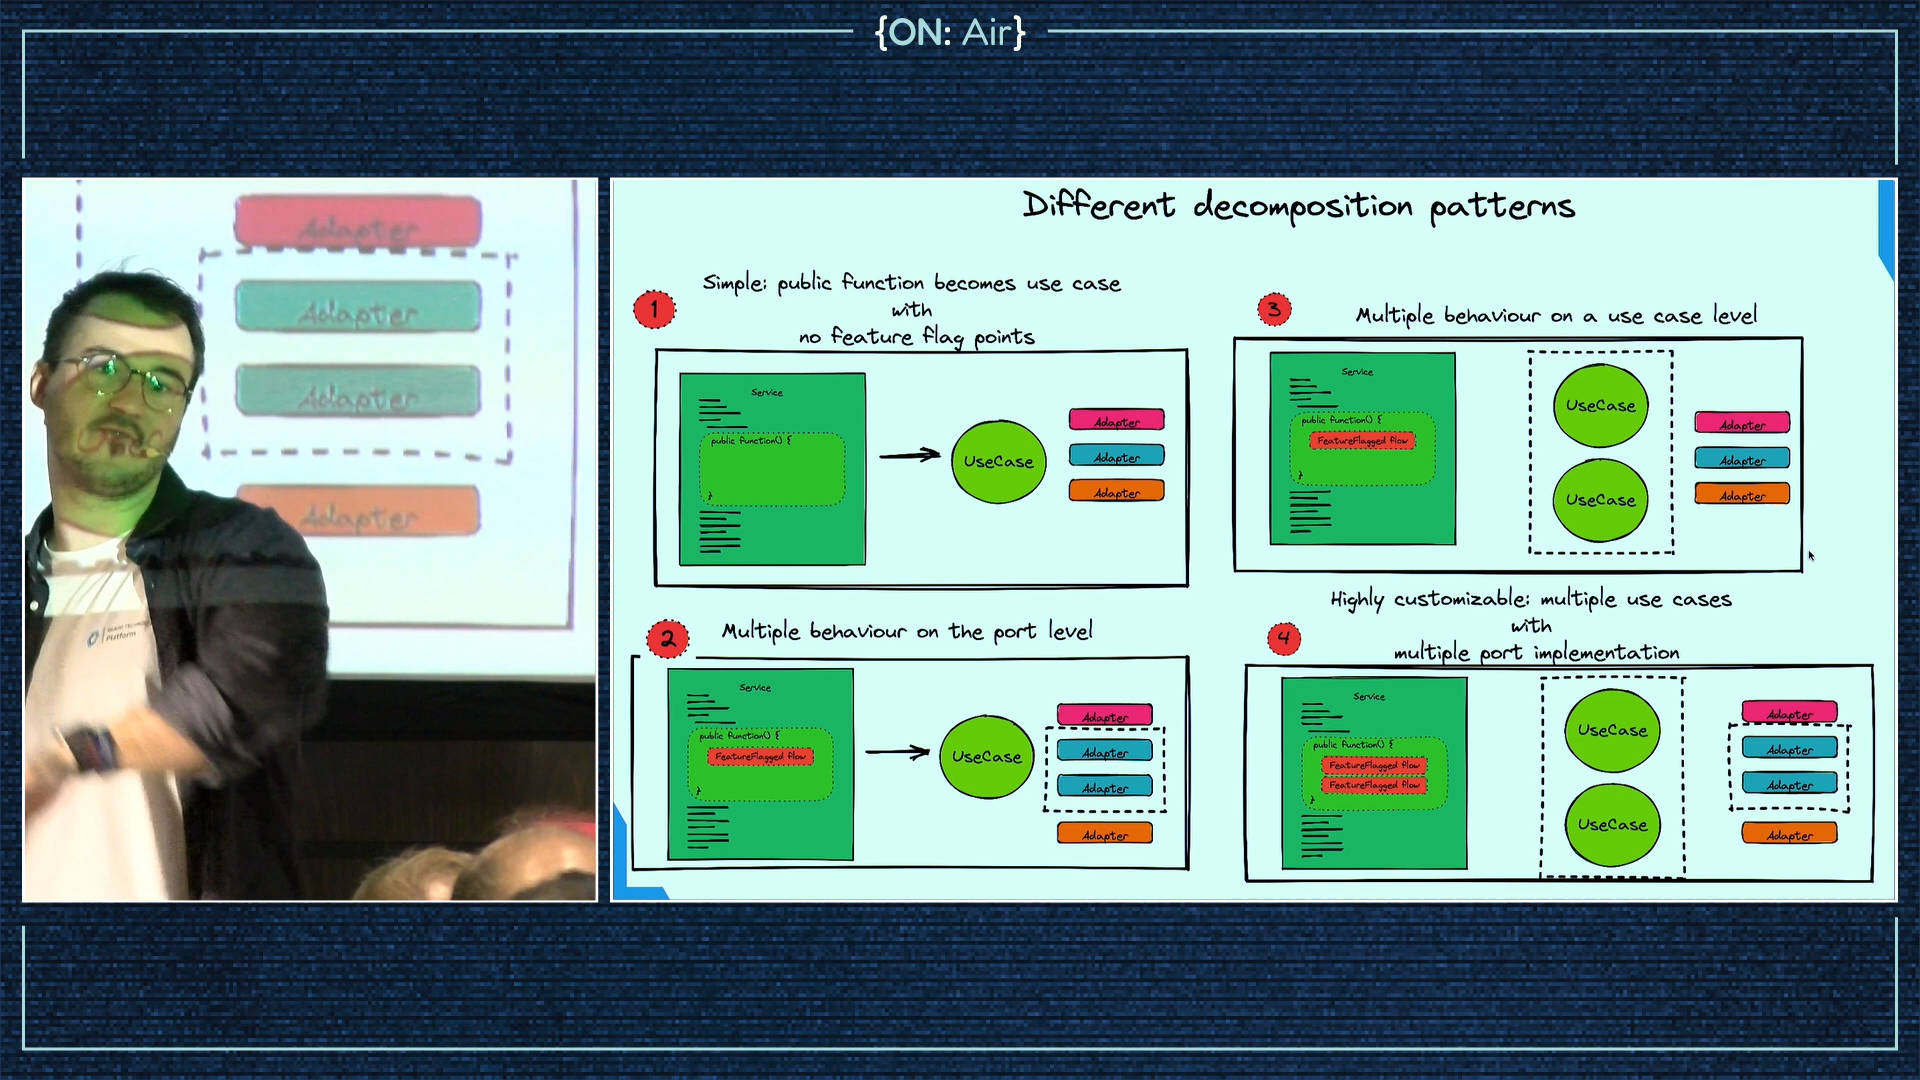 {ON: Air}
Adapter
Adapter
Adapter
Adapter
Platform
Different decomposition patterns
1
Simple: public function becomes use case
with
no feature flag points
Service
public function() {
}
UseCase
Adapter
Adapter
Adapter
2
Multiple behaviour on the port level
Service
public function() {
FeatureFlagged flow
}
UseCase
Adapter
Adapter
Adapter
Adapter
3
Multiple behaviour on a use case level
Service
public function() {
FeatureFlagged flow
}
UseCase
UseCase
Adapter
Adapter
Adapter
4
Highly customizable: multiple use cases
with
multiple port implementation
Service
public function() {
FeatureFlagged flow
FeatureFlagged flow
}
UseCase
UseCase
Adapter
Adapter
Adapter
Adapter